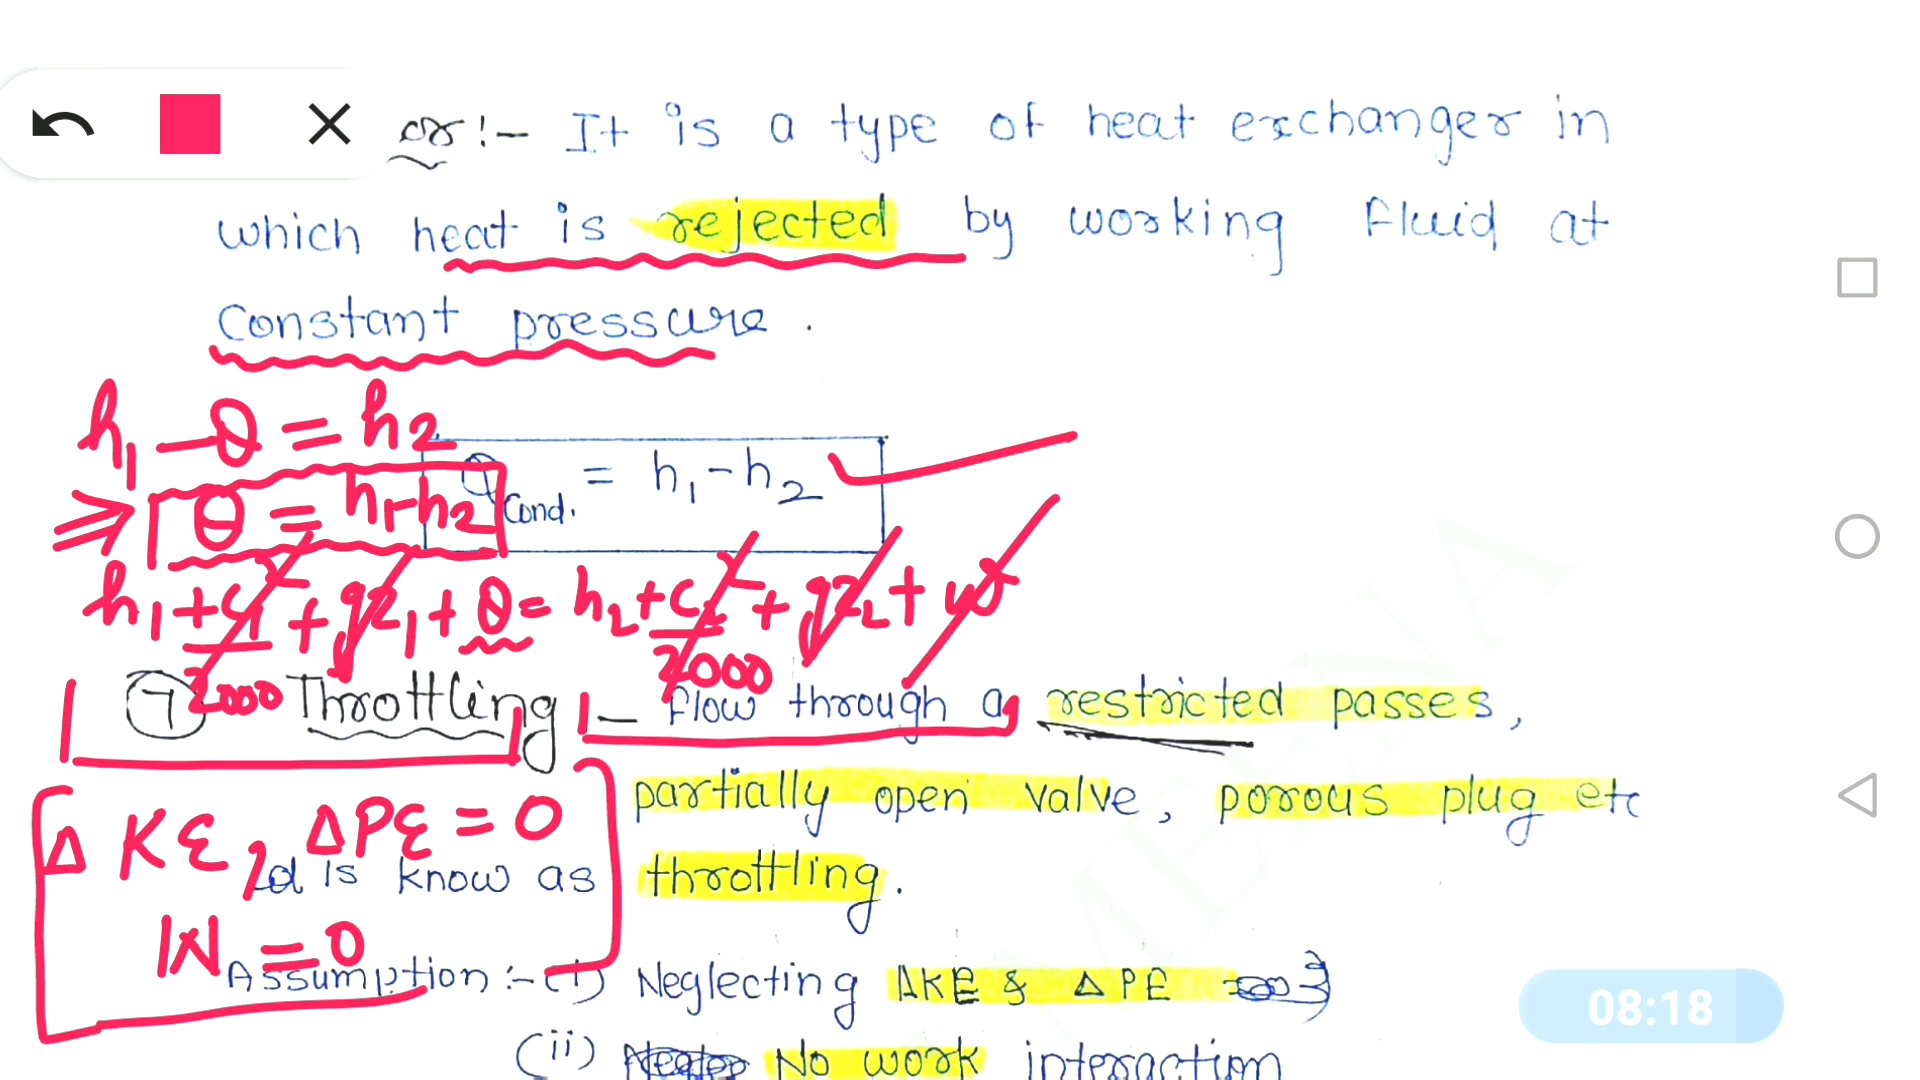 or :- It is a type of heat exchanger in
which heat is rejected by working fluid at
Constant pressure .
h1 - Q = h2
Cond. = h1 - h2
⇒ Q = h1-h2
h1 + C1²/2000 + gZ1 + Q = h2 + C2²/2000 + gZ2 + w
7 Throttling - flow through a restricted passes,
partially open valve, porous plug etc
Δ KE, ΔPE = 0
is know as throttling.
W = 0
Assumption :- (i) Neglecting ΔKE & ΔPE
(ii) No work interaction
MEENA
08:18